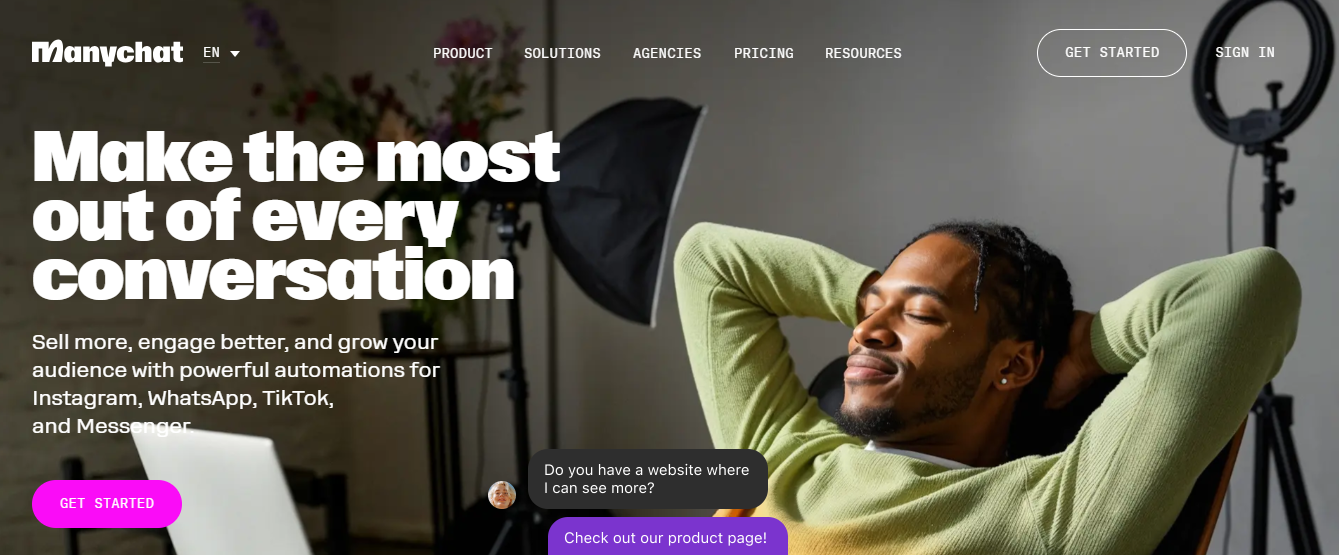 Manychat EN
PRODUCT SOLUTIONS AGENCIES PRICING RESOURCES
GET STARTED SIGN IN
Make the most
out of every
conversation
Sell more, engage better, and grow your
audience with powerful automations for
Instagram, WhatsApp, TikTok,
and Messenger.
GET STARTED
Do you have a website where
I can see more?
Check out our product page!